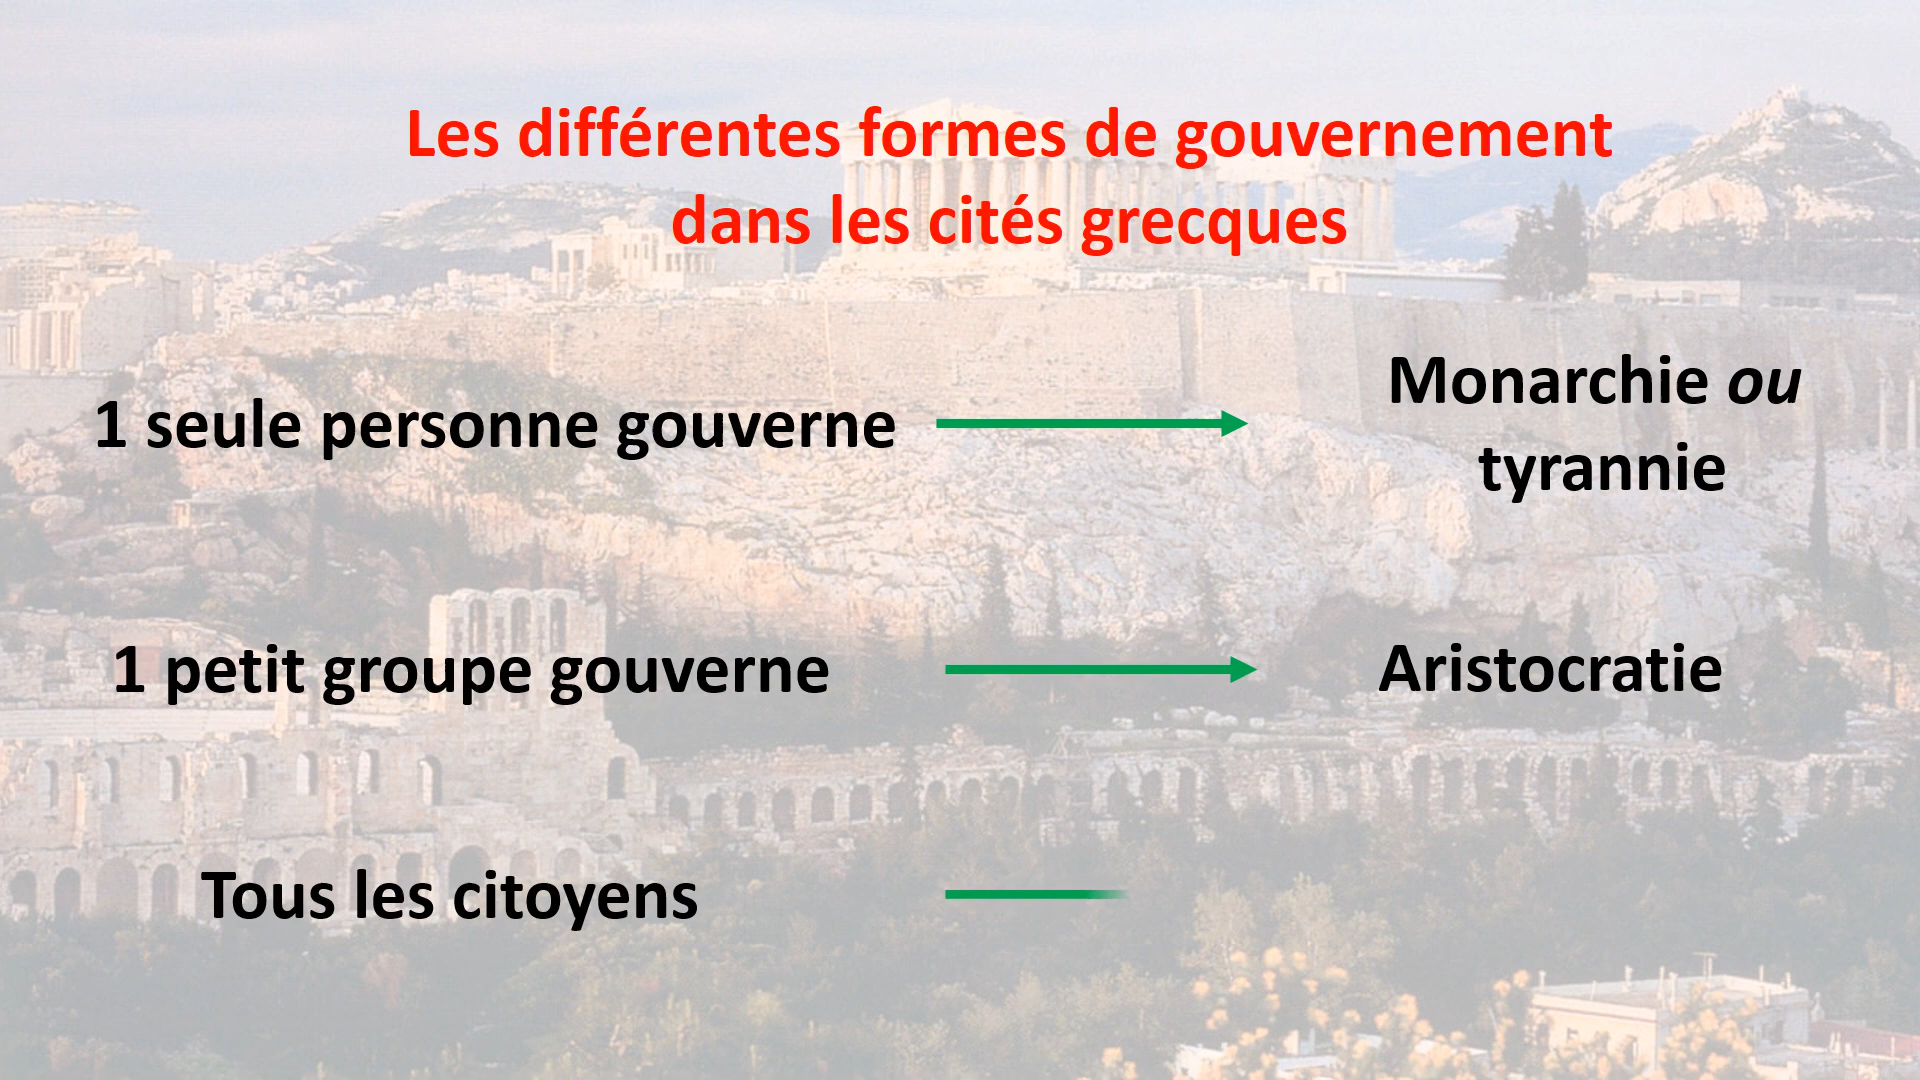 Les différentes formes de gouvernement
dans les cités grecques
1 seule personne gouverne
Monarchie ou
tyrannie
1 petit groupe gouverne
Aristocratie
Tous les citoyens